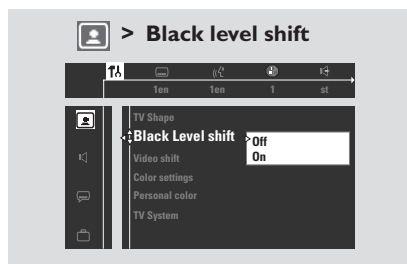 > Black level shift
1en 1en 1 st
TV Shape
Black Level shift
Off
On
Video shift
Color settings
Personal color
TV System